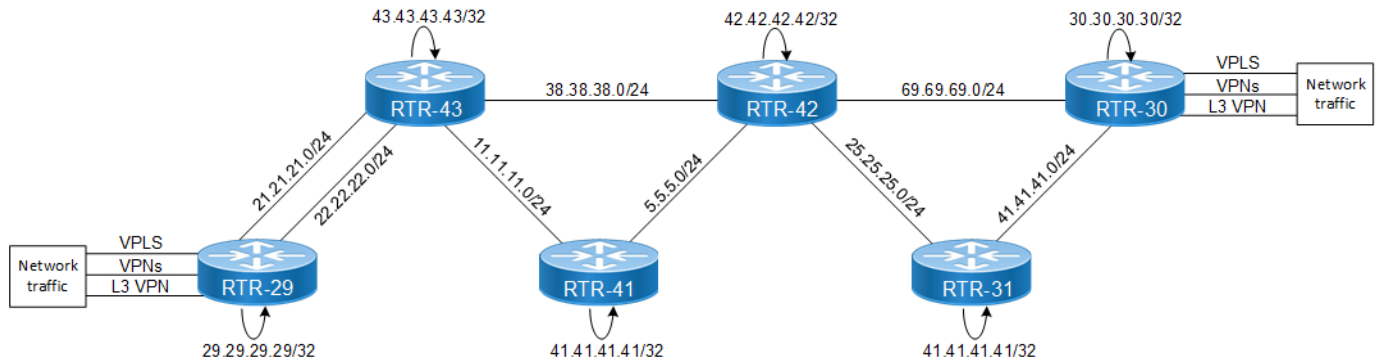 43.43.43.43/32
42.42.42.42/32
30.30.30.30/32
RTR-43
38.38.38.0/24
RTR-42
69.69.69.0/24
RTR-30
VPLS
VPNs
L3 VPN
Network
traffic
21.21.21.0/24
22.22.22.0/24
11.11.11.0/24
5.5.5.0/24
25.25.25.0/24
41.41.41.0/24
Network
traffic
VPLS
VPNs
L3 VPN
RTR-29
RTR-41
RTR-31
29.29.29.29/32
41.41.41.41/32
41.41.41.41/32